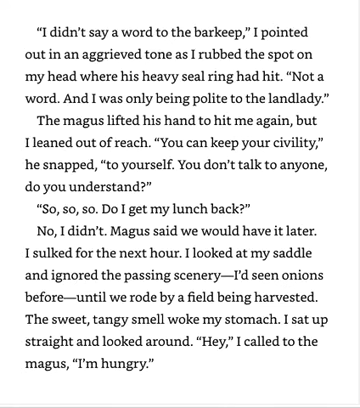 “I didn’t say a word to the barkeep,” I pointed
out in an aggrieved tone as I rubbed the spot on
my head where his heavy seal ring had hit. “Not a
word. And I was only being polite to the landlady.”
The magus lifted his hand to hit me again, but
I leaned out of reach. “You can keep your civility,”
he snapped, “to yourself. You don’t talk to anyone,
do you understand?”
“So, so, so. Do I get my lunch back?”
No, I didn’t. Magus said we would have it later.
I sulked for the next hour. I looked at my saddle
and ignored the passing scenery—I’d seen onions
before—until we rode by a field being harvested.
The sweet, tangy smell woke my stomach. I sat up
straight and looked around. “Hey,” I called to the
magus, “I’m hungry.”